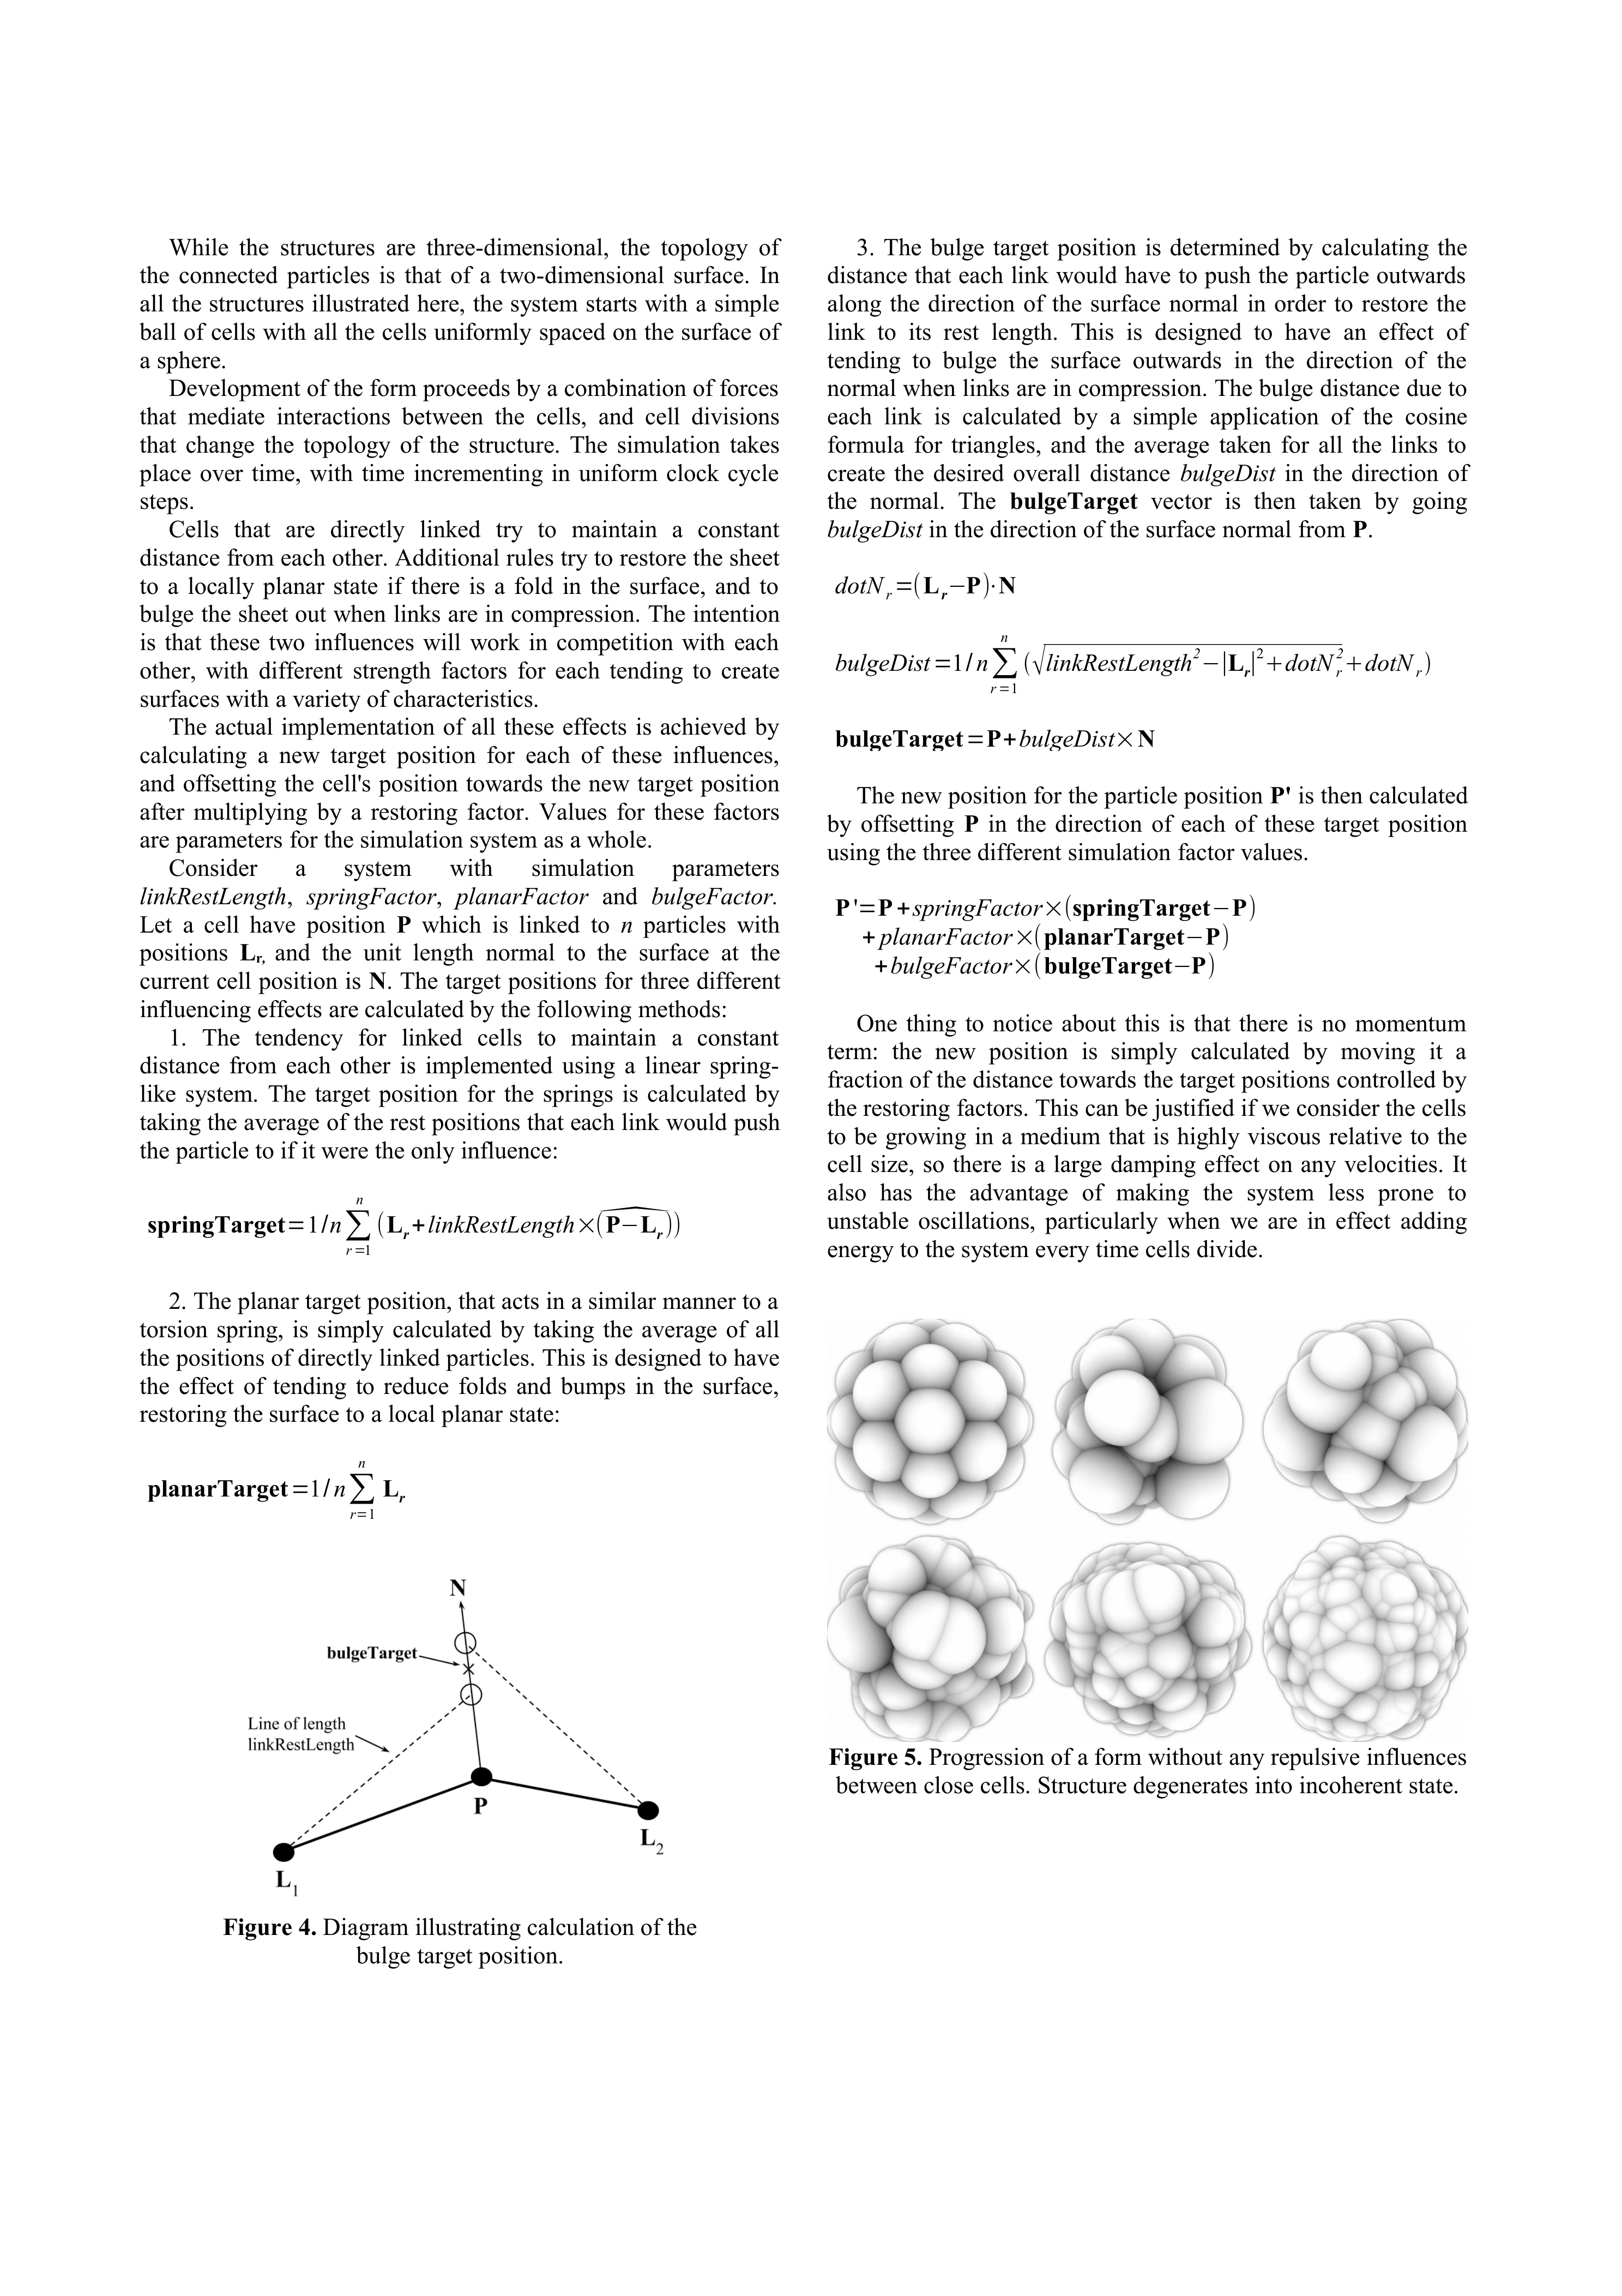 While the structures are three-dimensional, the topology of
the connected particles is that of a two-dimensional surface. In
all the structures illustrated here, the system starts with a simple
ball of cells with all the cells uniformly spaced on the surface of
a sphere.
Development of the form proceeds by a combination of forces
that mediate interactions between the cells, and cell divisions
that change the topology of the structure. The simulation takes
place over time, with time incrementing in uniform clock cycle
steps.
Cells that are directly linked try to maintain a constant
distance from each other. Additional rules try to restore the sheet
to a locally planar state if there is a fold in the surface, and to
bulge the sheet out when links are in compression. The intention
is that these two influences will work in competition with each
other, with different strength factors for each tending to create
surfaces with a variety of characteristics.
The actual implementation of all these effects is achieved by
calculating a new target position for each of these influences,
and offsetting the cell's position towards the new target position
after multiplying by a restoring factor. Values for these factors
are parameters for the simulation system as a whole.
Consider a system with simulation parameters
linkRestLength, springFactor, planarFactor and bulgeFactor.
Let a cell have position P which is linked to n particles with
positions Lr, and the unit length normal to the surface at the
current cell position is N. The target positions for three different
influencing effects are calculated by the following methods:
1. The tendency for linked cells to maintain a constant
distance from each other is implemented using a linear spring-
like system. The target position for the springs is calculated by
taking the average of the rest positions that each link would push
the particle to if it were the only influence:
springTarget=1/n∑_{r=1}^{n}(L_r+linkRestLength×\widehat{(P−L_r)})
2. The planar target position, that acts in a similar manner to a
torsion spring, is simply calculated by taking the average of all
the positions of directly linked particles. This is designed to have
the effect of tending to reduce folds and bumps in the surface,
restoring the surface to a local planar state:
planarTarget=1/n∑_{r=1}^{n} L_r
N
bulgeTarget
Line of length
linkRestLength
P
L_2
L_1
Figure 4. Diagram illustrating calculation of the
bulge target position.
3. The bulge target position is determined by calculating the
distance that each link would have to push the particle outwards
along the direction of the surface normal in order to restore the
link to its rest length. This is designed to have an effect of
tending to bulge the surface outwards in the direction of the
normal when links are in compression. The bulge distance due to
each link is calculated by a simple application of the cosine
formula for triangles, and the average taken for all the links to
create the desired overall distance bulgeDist in the direction of
the normal. The bulgeTarget vector is then taken by going
bulgeDist in the direction of the surface normal from P.
dotN_r=(L_r−P)·N
bulgeDist=1/n∑_{r=1}^{n}(√(linkRestLength²−|L_r|²+dotN_r²)+dotN_r)
bulgeTarget=P+bulgeDist×N
The new position for the particle position P' is then calculated
by offsetting P in the direction of each of these target position
using the three different simulation factor values.
P'=P+springFactor×(springTarget−P)
+planarFactor×(planarTarget−P)
+bulgeFactor×(bulgeTarget−P)
One thing to notice about this is that there is no momentum
term: the new position is simply calculated by moving it a
fraction of the distance towards the target positions controlled by
the restoring factors. This can be justified if we consider the cells
to be growing in a medium that is highly viscous relative to the
cell size, so there is a large damping effect on any velocities. It
also has the advantage of making the system less prone to
unstable oscillations, particularly when we are in effect adding
energy to the system every time cells divide.
Figure 5. Progression of a form without any repulsive influences
between close cells. Structure degenerates into incoherent state.